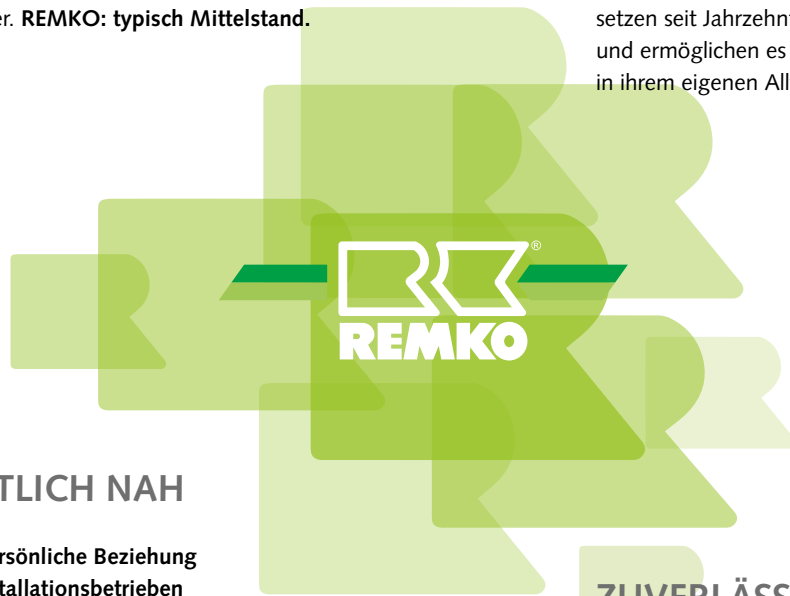 er. REMKO: typisch Mittelstand.
setzen seit Jahrzehnt
und ermöglichen es
in ihrem eigenen All
®
REMKO
TLICH NAH
rsönliche Beziehung
tallationsbetrieben
ZUVERLÄSS